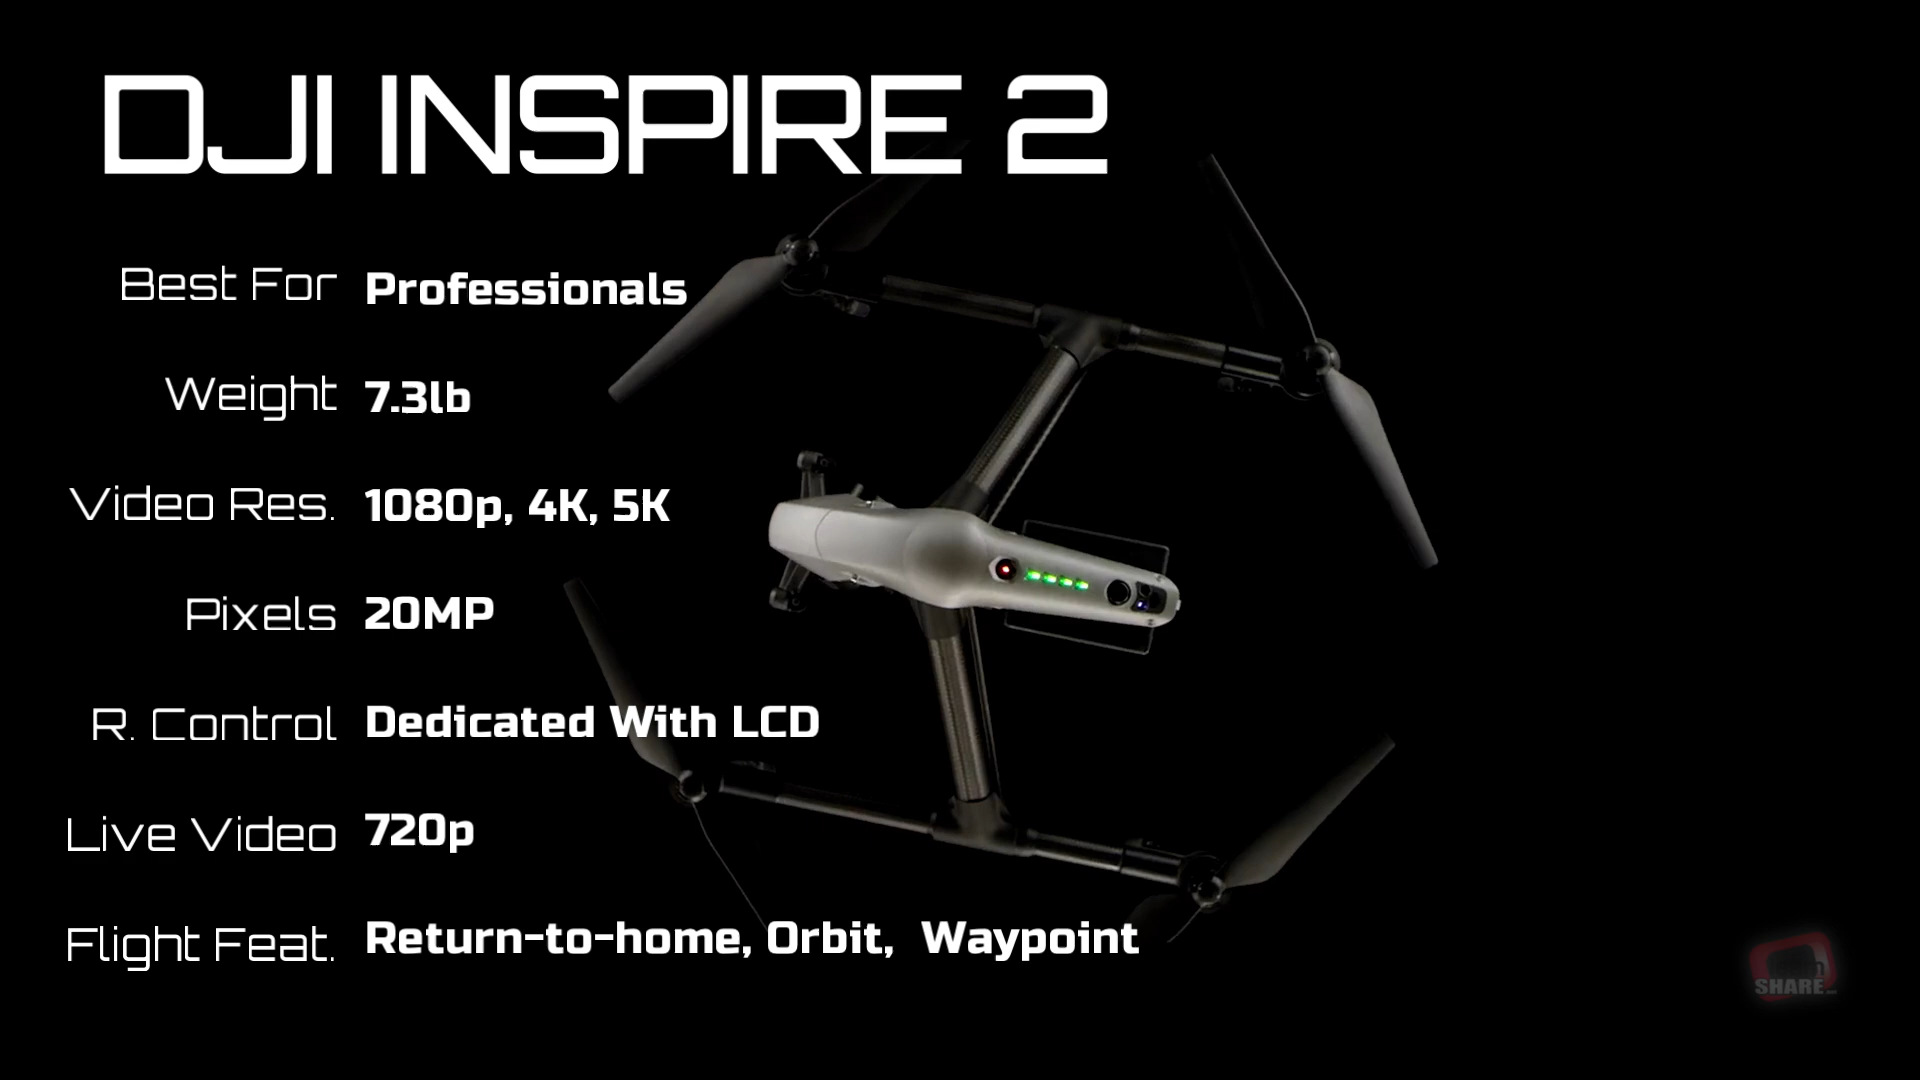 DJI INSPIRE 2
Best For Professionals
Weight 7.3lb
Video Res. 1080p, 4K, 5K
Pixels 20MP
R. Control Dedicated With LCD
Live Video 720p
Flight Feat. Return-to-home, Orbit, Waypoint
SHARE